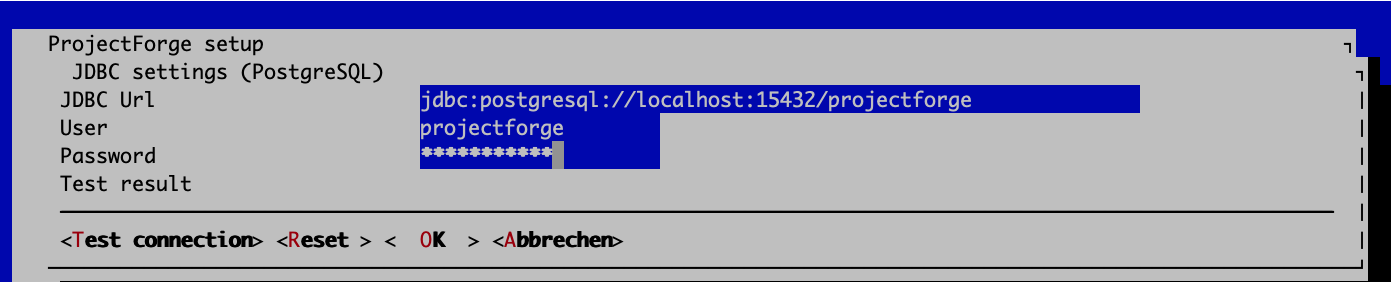 ProjectForge setup
JDBC settings (PostgreSQL)
JDBC Url jdbc:postgresql://localhost:15432/projectforge
User projectforge
Password ***********
Test result
<Test connection> <Reset > < OK > <Abbrechen>